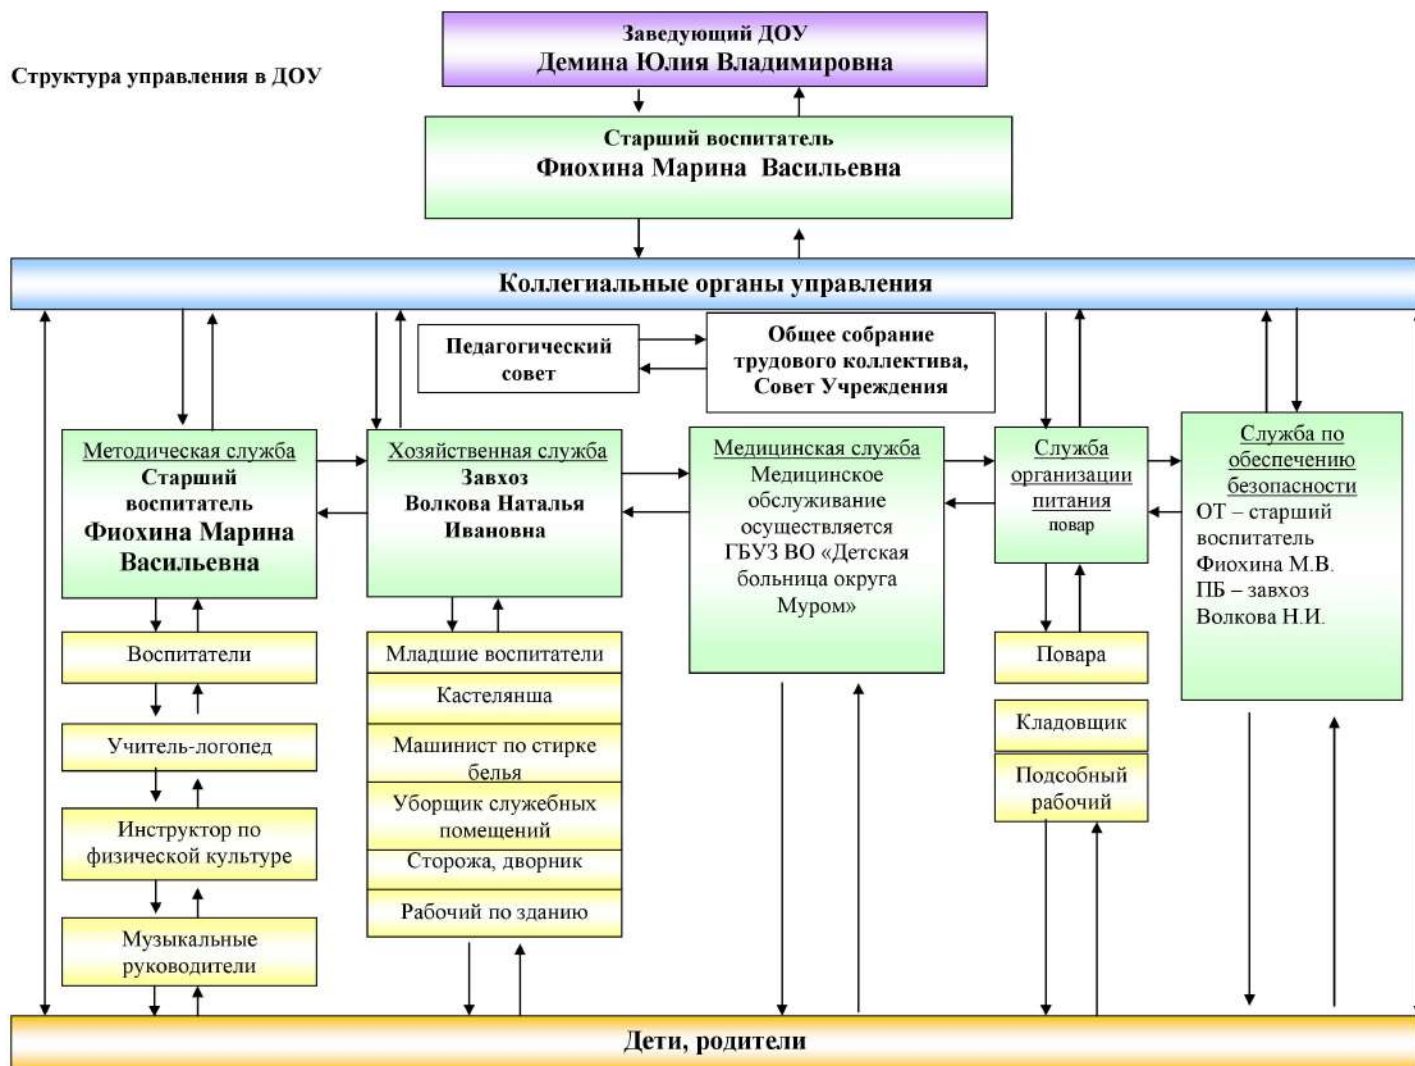 Заведующий ДОУ
Демина Юлия Владимировна
Структура управления в ДОУ
Старший воспитатель
Фиохина Марина Васильевна
Коллегиальные органы управления
Педагогический
совет
Общее собрание
трудового коллектива,
Совет Учреждения
Методическая служба
Старший
воспитатель
Фиохина Марина
Васильевна
Хозяйственная служба
Завхоз
Волкова Наталья
Ивановна
Медицинская служба
Медицинское
обслуживание
осуществляется
ГБУЗ ВО «Детская
больница округа
Муром»
Служба
организации
питания
повар
Служба по
обеспечению
безопасности
ОТ – старший
воспитатель
Фиохина М.В.
ПБ – завхоз
Волкова Н.И.
Воспитатели
Учитель-логопед
Инструктор по
физической культуре
Музыкальные
руководители
Младшие воспитатели
Кастелянша
Машинист по стирке
белья
Уборщик служебных
помещений
Сторожа, дворник
Рабочий по зданию
Повара
Кладовщик
Подсобный
рабочий
Дети, родители